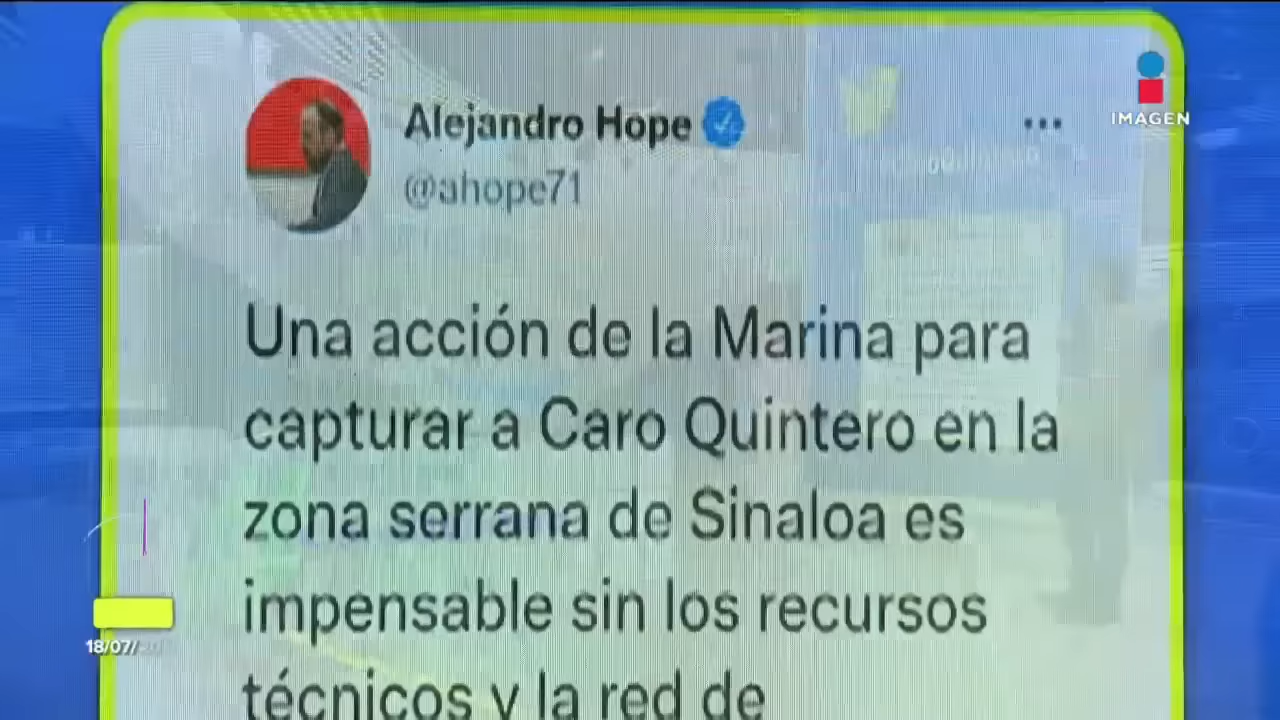 Alejandro Hope
@ahope71
IMAGEN
Una acción de la Marina para
capturar a Caro Quintero en la
zona serrana de Sinaloa es
impensable sin los recursos
técnicos y la red de
18/07/